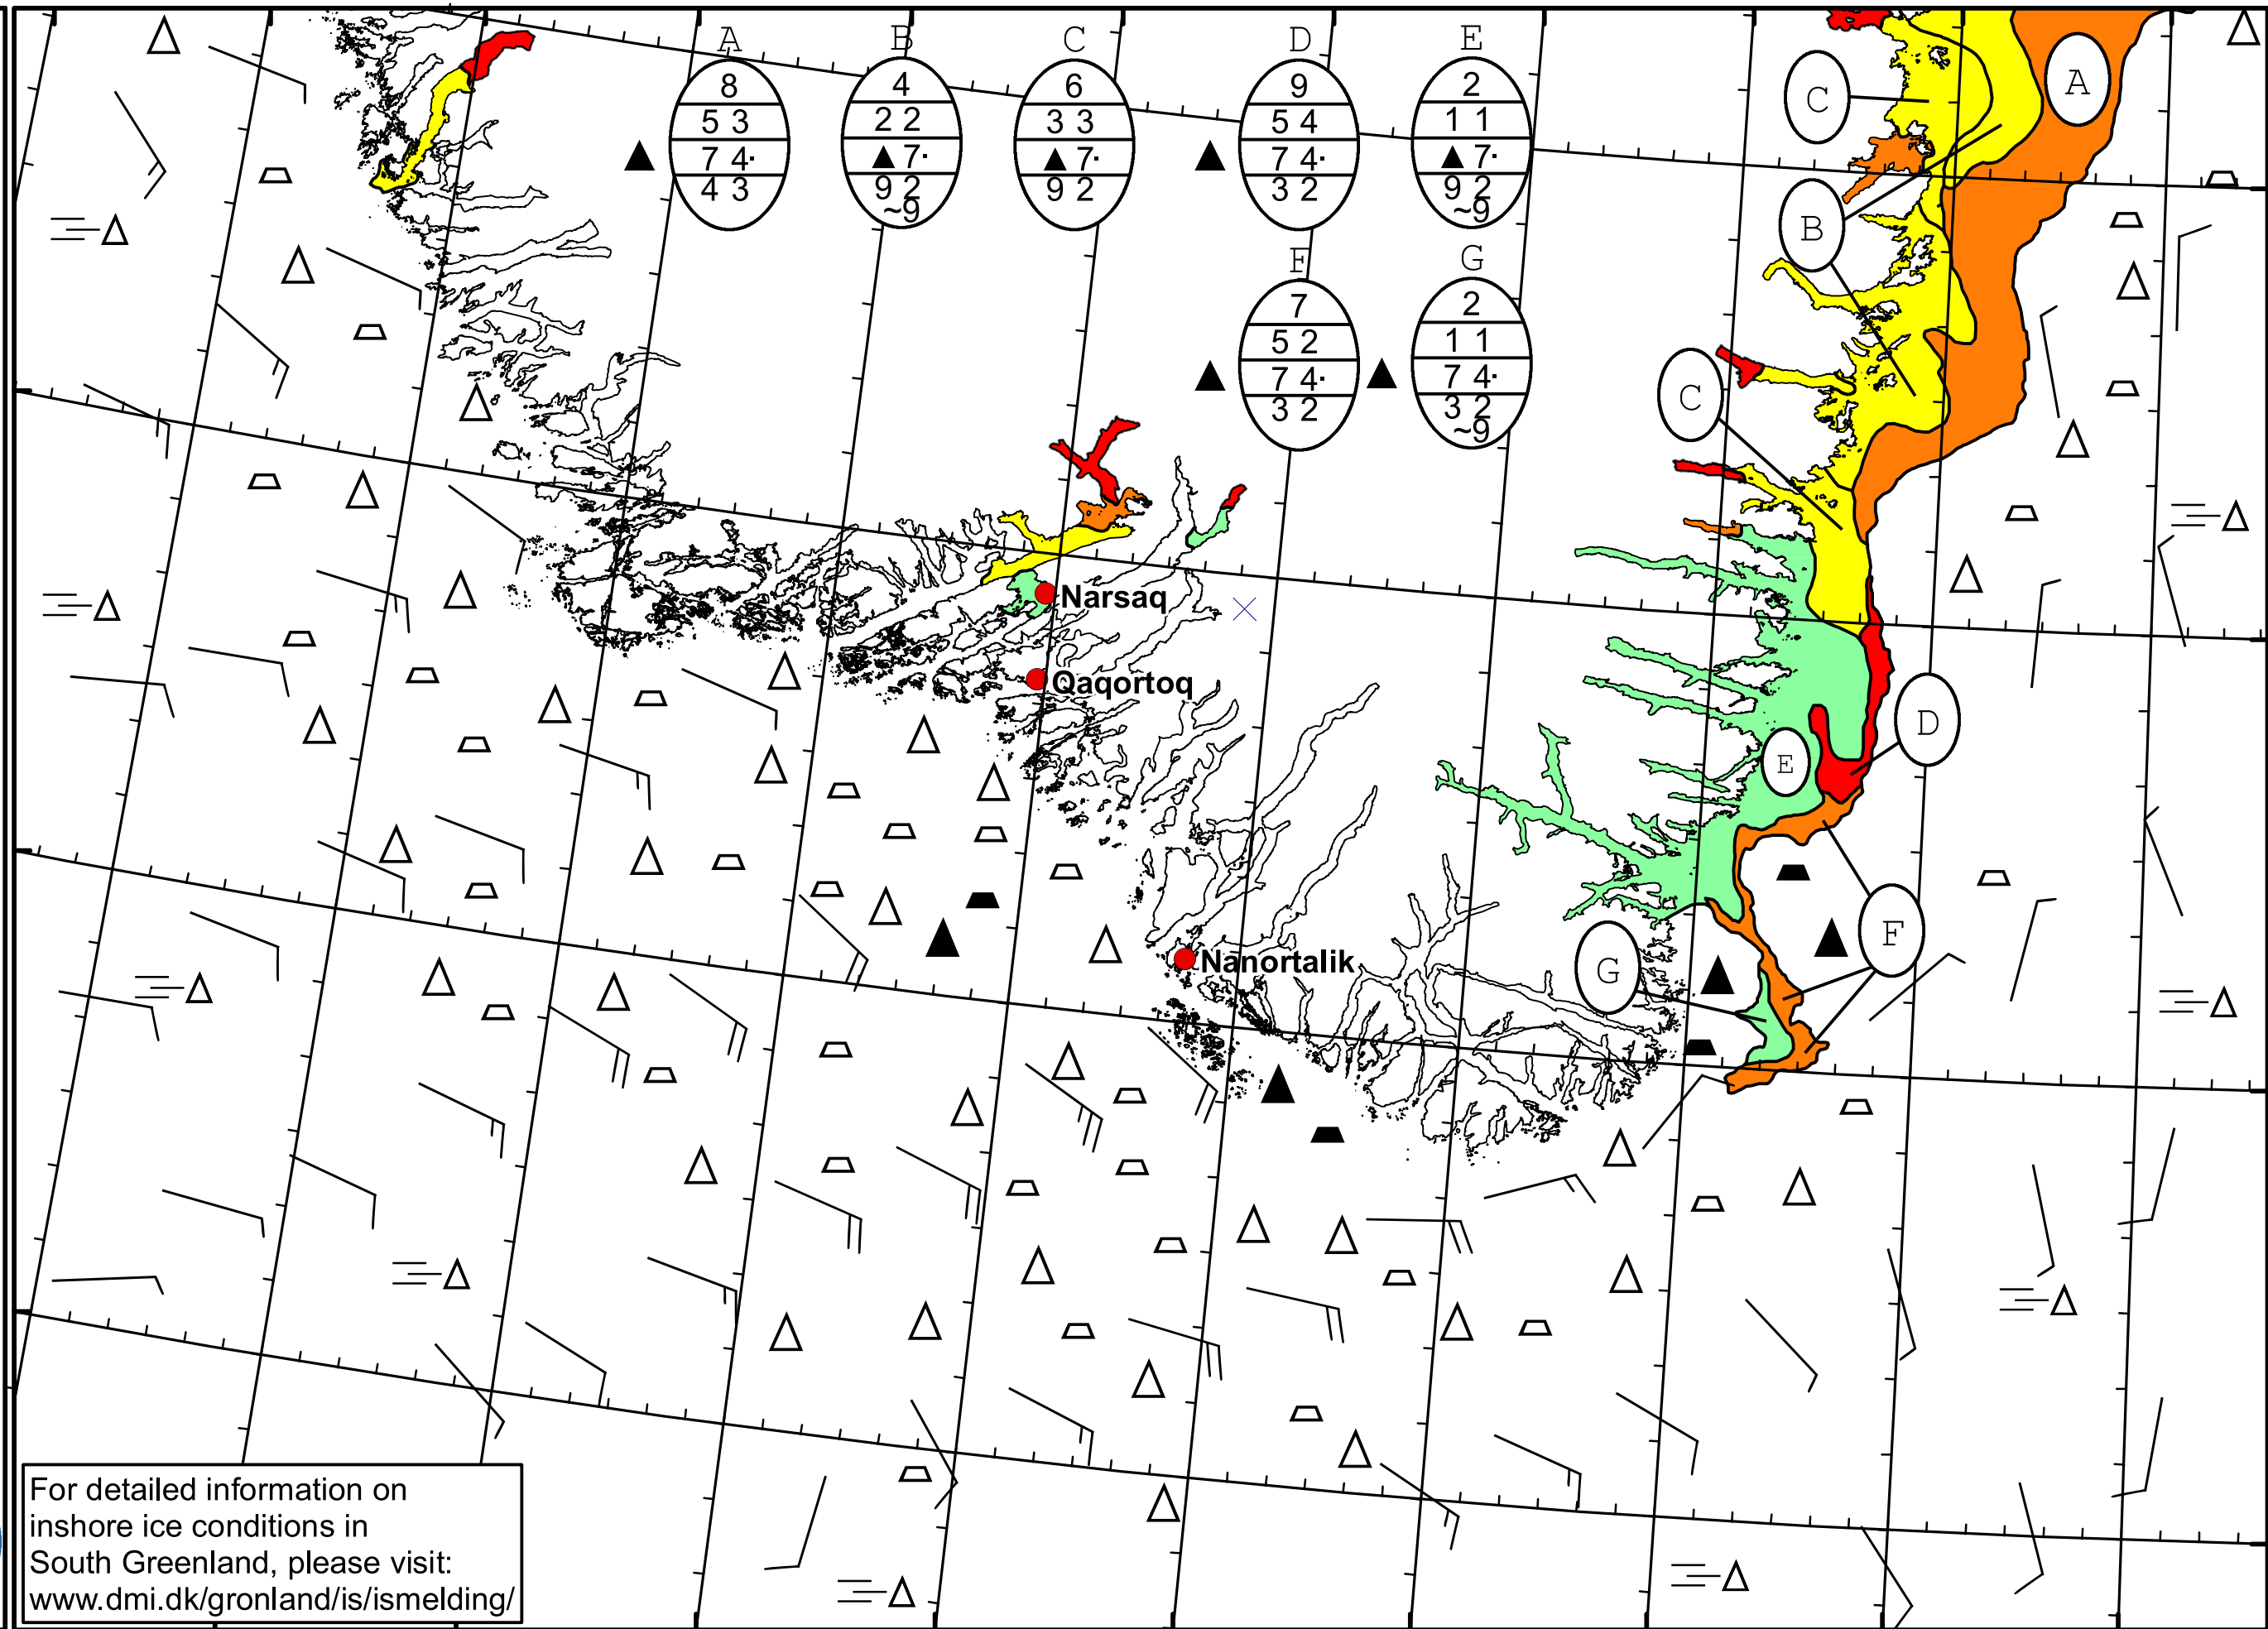 A B C D E
8 4 6 9 2
5 3 2 2 3 3 5 4 1 1
7 4· ▲ 7· ▲ 7· 7 4· ▲ 7·
4 3 9 2 9 2 3 2 9 2
~9 ~9
F G
7 2
5 2 1 1
7 4· 7 4·
3 2 3 2
~9
A
C
B
C
Narsaq
Qaqortoq
D
E
F
Nanortalik
G
For detailed information on
inshore ice conditions in
South Greenland, please visit:
www.dmi.dk/gronland/is/ismelding/